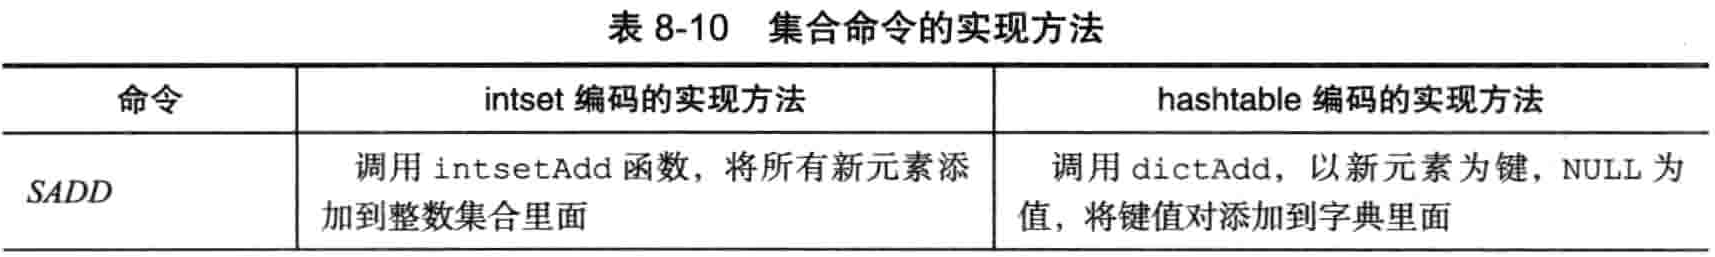 表 8-10 集合命令的实现方法
命令 intset 编码的实现方法 hashtable 编码的实现方法
调用 intsetAdd 函数，将所有新元素添 调用 dictAdd，以新元素为键，NULL 为
SADD
加到整数集合里面 值，将键值对添加到字典里面